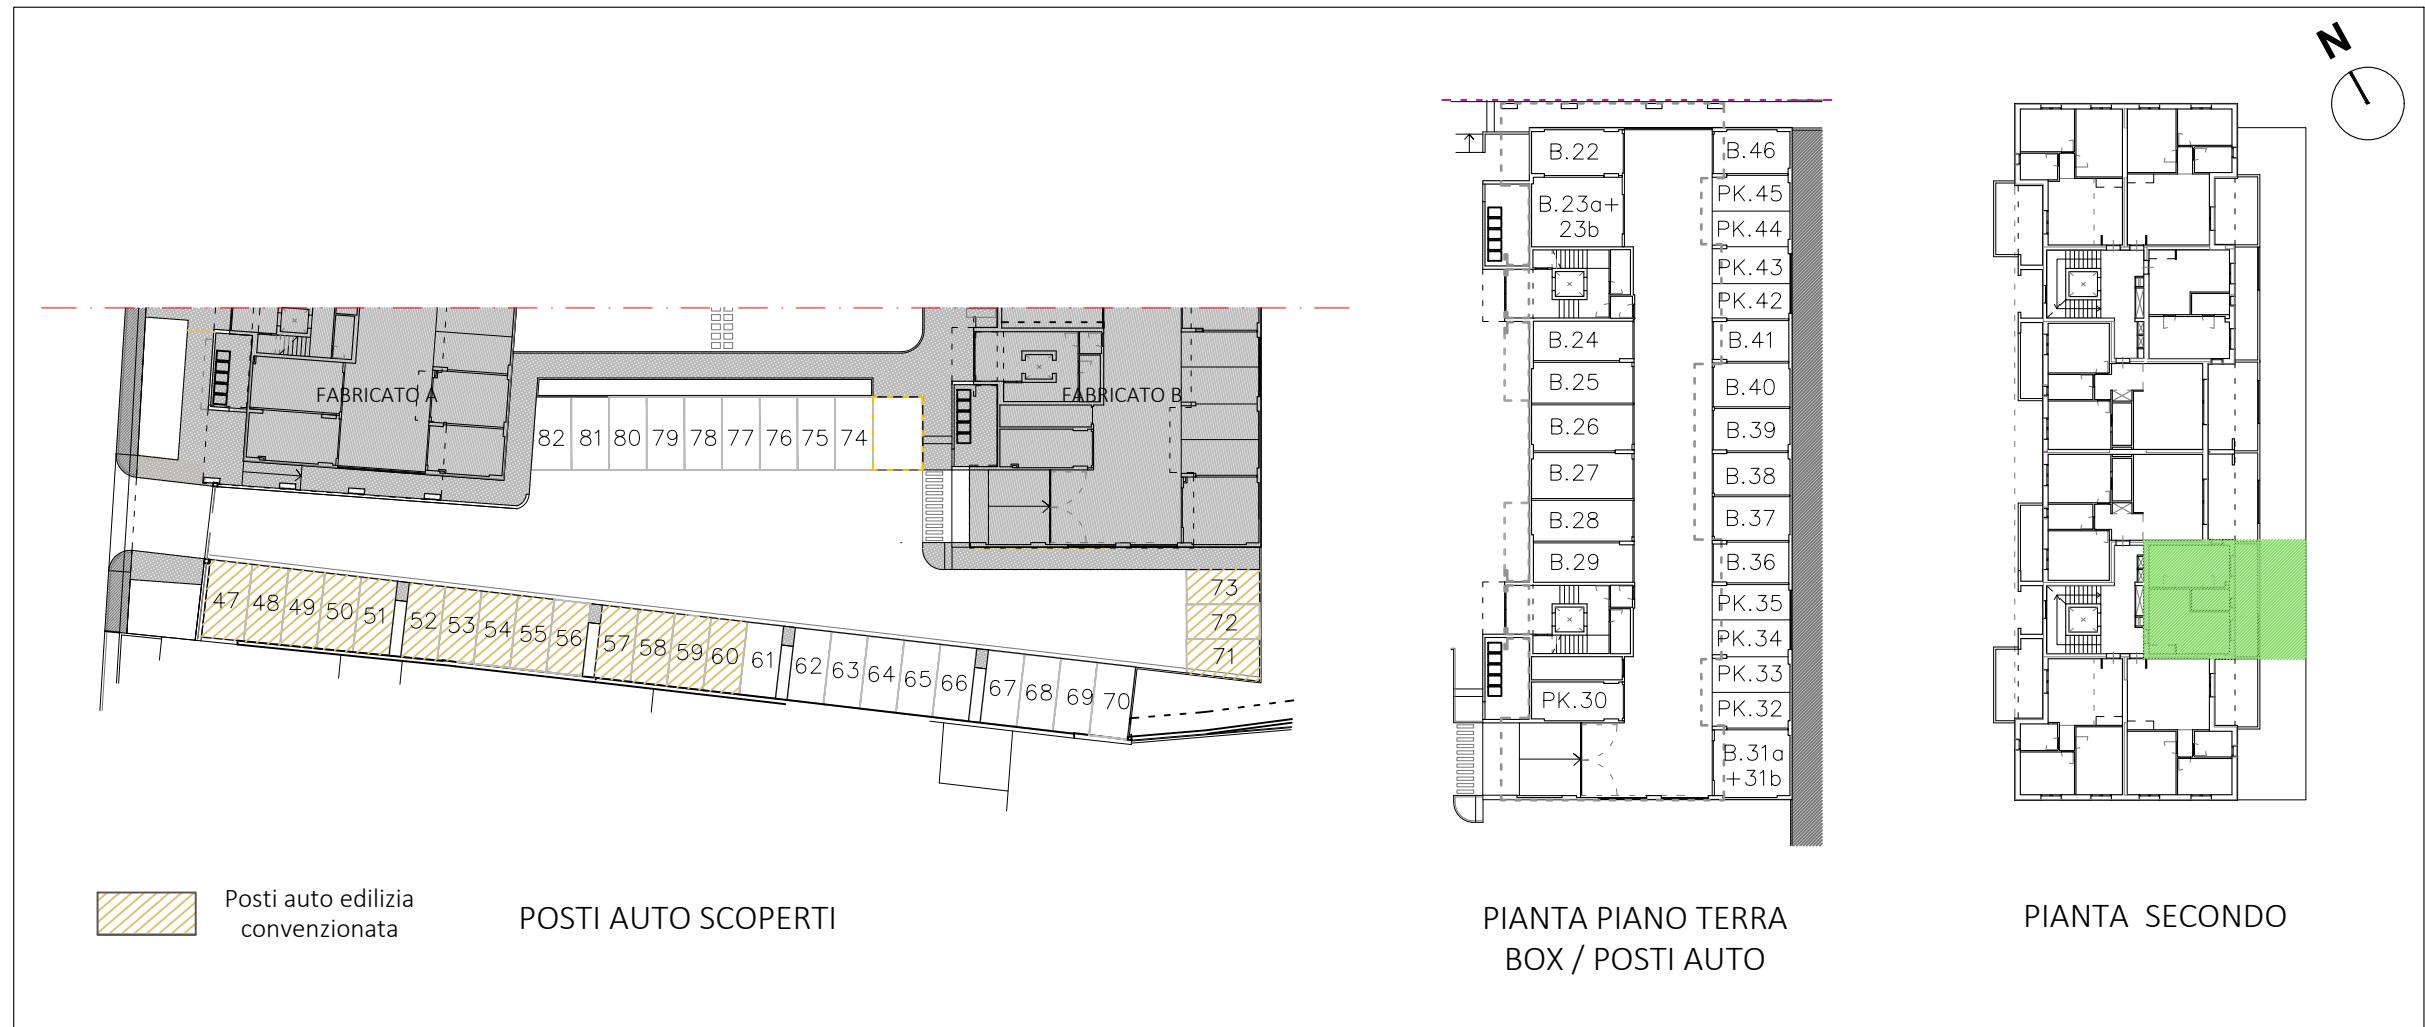 N
FABRICATO A
FABRICATO B
82 81 80 79 78 77 76 75 74
47 48 49 50 51 52 53 54 55 56 57 58 59 60 61 62 63 64 65 66 67 68 69 70
73
72
71
Posti auto edilizia
convenzionata
POSTI AUTO SCOPERTI
B.22
B.23a+
23b
B.24
B.25
B.26
B.27
B.28
B.29
PK.30
B.46
PK.45
PK.44
PK.43
PK.42
B.41
B.40
B.39
B.38
B.37
B.36
PK.35
PK.34
PK.33
PK.32
B.31a
+31b
PIANTA PIANO TERRA
BOX / POSTI AUTO
PIANTA SECONDO